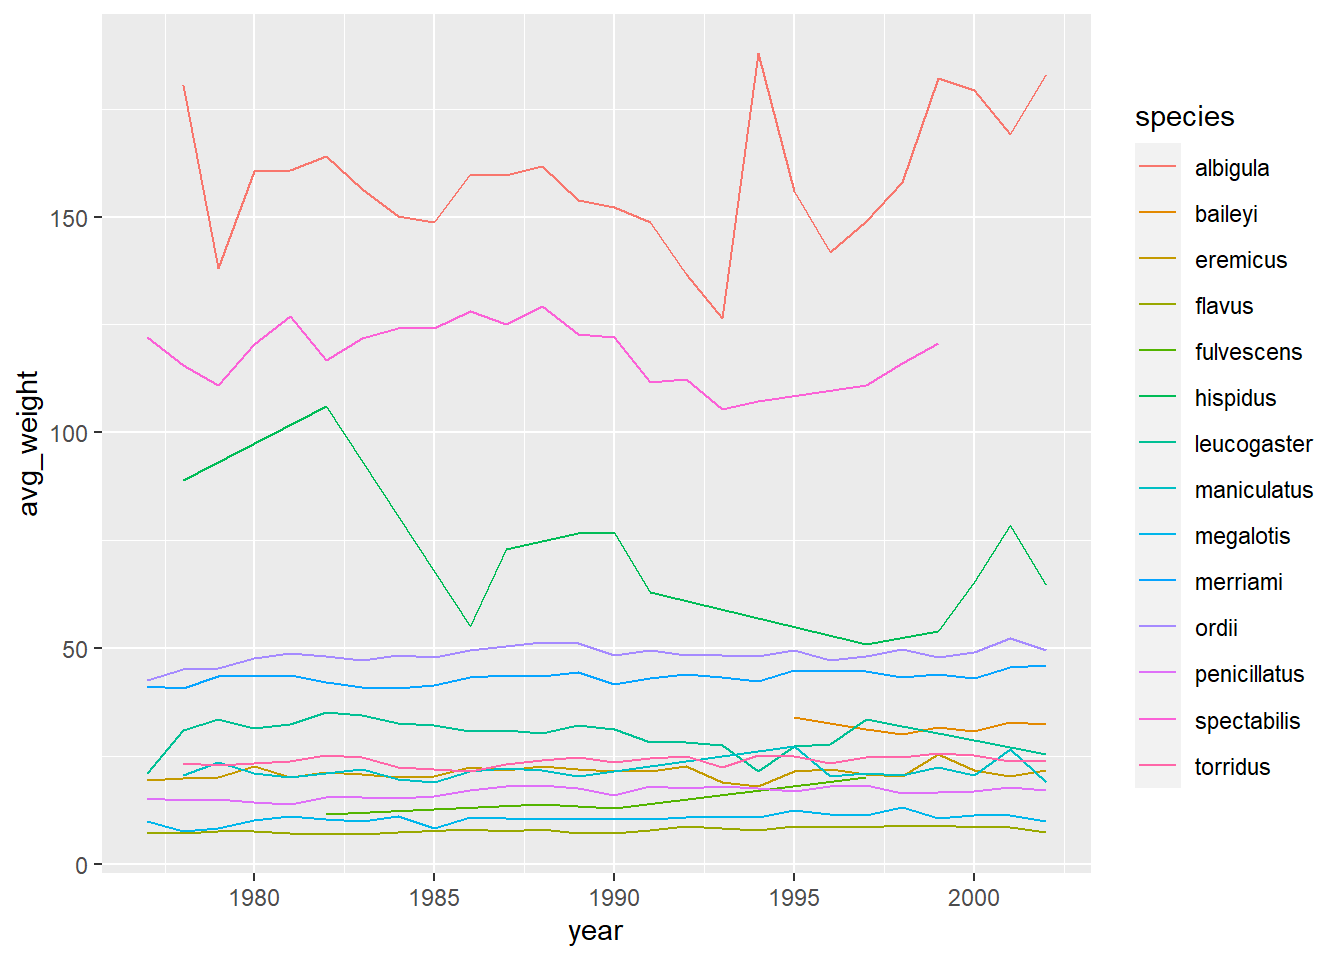 150
100
50
0
avg_weight
1980 1985 1990 1995 2000
year
species
albigula
baileyi
eremicus
flavus
fulvescens
hispidus
leucogaster
maniculatus
megalotis
merriami
ordii
penicillatus
spectabilis
torridus